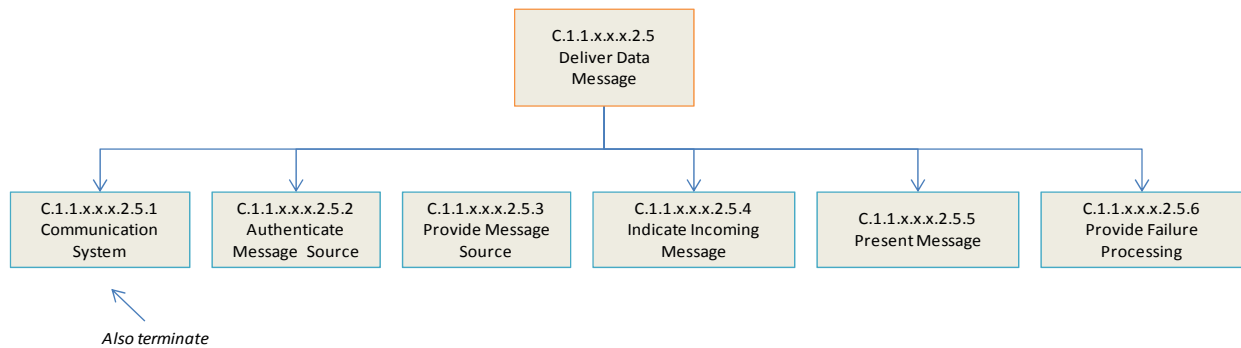 C.1.1.x.x.x.2.5
Deliver Data
Message
C.1.1.x.x.x.2.5.1
Communication
System
C.1.1.x.x.x.2.5.2
Authenticate
Message Source
C.1.1.x.x.x.2.5.3
Provide Message
Source
C.1.1.x.x.x.2.5.4
Indicate Incoming
Message
C.1.1.x.x.x.2.5.5
Present Message
C.1.1.x.x.x.2.5.6
Provide Failure
Processing
Also terminate